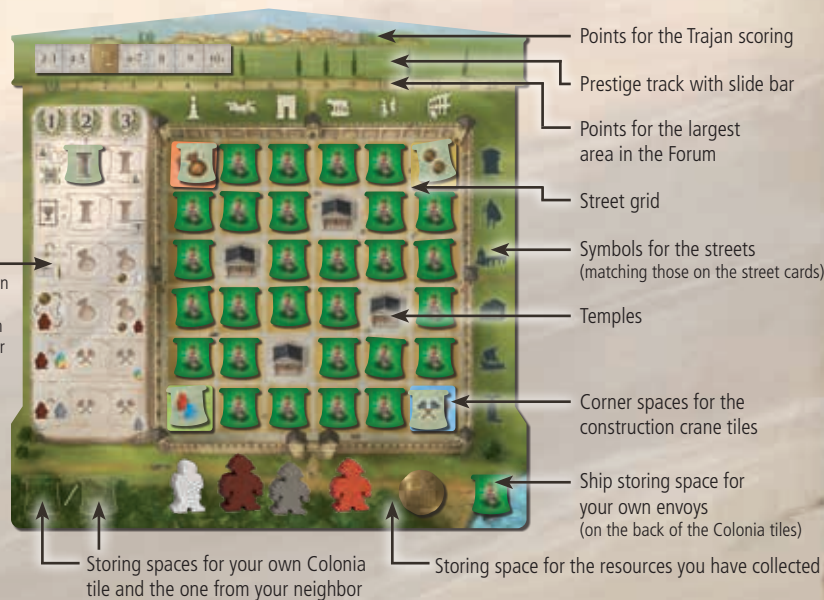 Points for the Trajan scoring
Prestige track with slide bar
Points for the largest
area in the Forum
Street grid
Symbols for the streets
(matching those on the street cards)
Temples
Corner spaces for the
construction crane tiles
Ship storing space for
your own envoys
(on the back of the Colonia tiles)
Storing space for the resources you have collected
Storing spaces for your own Colonia
tile and the one from your neighbor
1 2 3
8 9
/